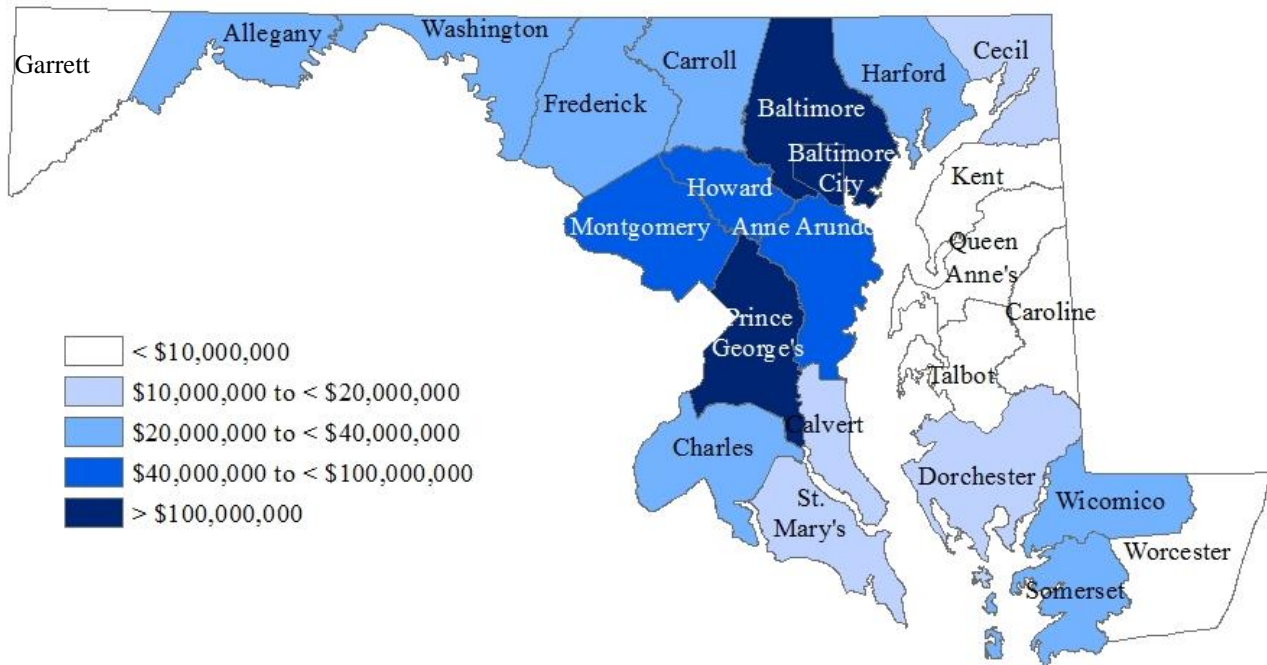 Garrett
Allegany
Washington
Frederick
Carroll
Baltimore
Baltimore
City
Harford
Cecil
Howard
Montgomery
Anne Arunde
Kent
Queen
Anne's
Caroline
Talbot
Prince
George's
Calvert
Charles
St.
Mary's
Dorchester
Wicomico
Worcester
Somerset
< $10,000,000
$10,000,000 to < $20,000,000
$20,000,000 to < $40,000,000
$40,000,000 to < $100,000,000
> $100,000,000